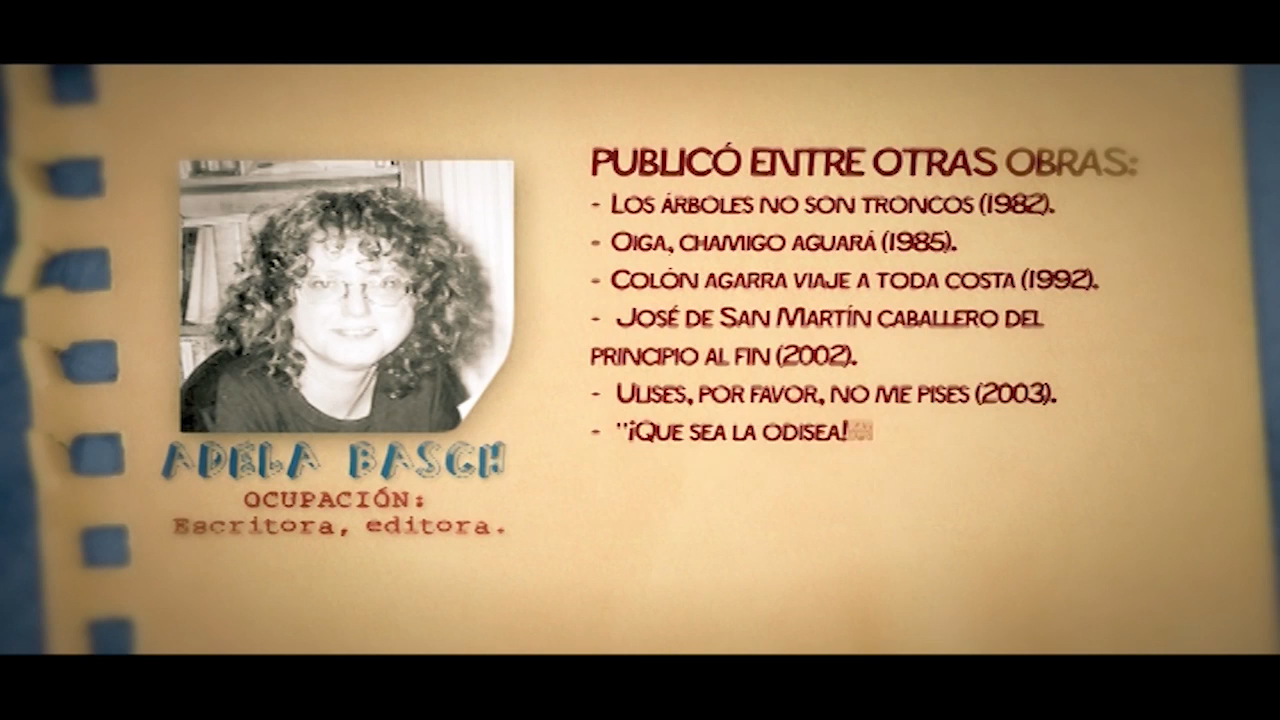 PUBLICÓ ENTRE OTRAS OBRAS:
- LOS ÁRBOLES NO SON TRONCOS (1982).
- OIGA, CHAMIGO AGUARÁ (1985).
- COLÓN AGARRA VIAJE A TODA COSTA (1992).
- JOSÉ DE SAN MARTÍN CABALLERO DEL
PRINCIPIO AL FIN (2002).
- ULISES, POR FAVOR, NO ME PISES (2003).
- "¡QUE SEA LA ODISEA!
ADELA BASCH
OCUPACIÓN:
Escritora, editora.